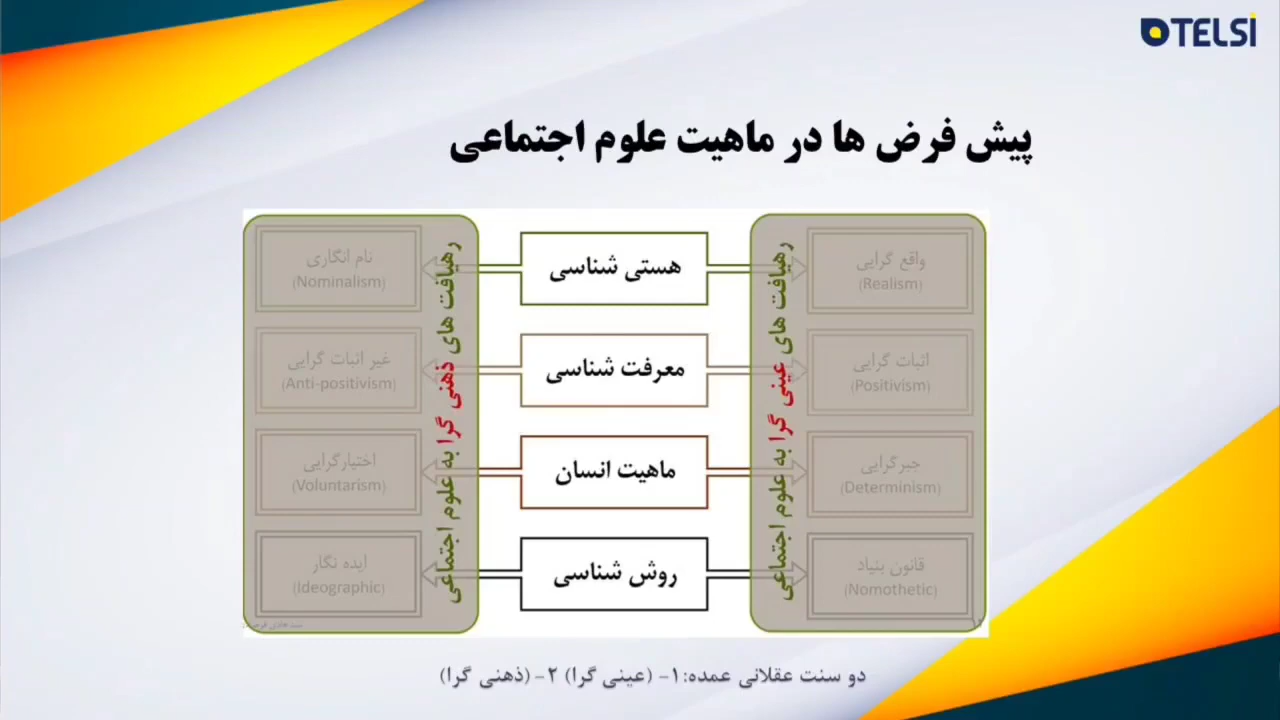 TELSI
پیش فرض ها در ماهیت علوم اجتماعی
رهیافت های عینی گرا به علوم اجتماعی
رهیافت های ذهنی گرا به علوم اجتماعی
واقع گرایی
(Realism)
هستی شناسی
نام انگاری
(Nominalism)
اثبات گرایی
(Positivism)
معرفت شناسی
غیر اثبات گرایی
(Anti-positivism)
جبرگرایی
(Determinism)
ماهیت انسان
اختیارگرایی
(Voluntarism)
قانون بنیاد
(Nomothetic)
روش شناسی
ایده نگار
(Ideographic)
دو سنت عقلانی عمده:۱- (عینی گرا) ۲- (ذهنی گرا)